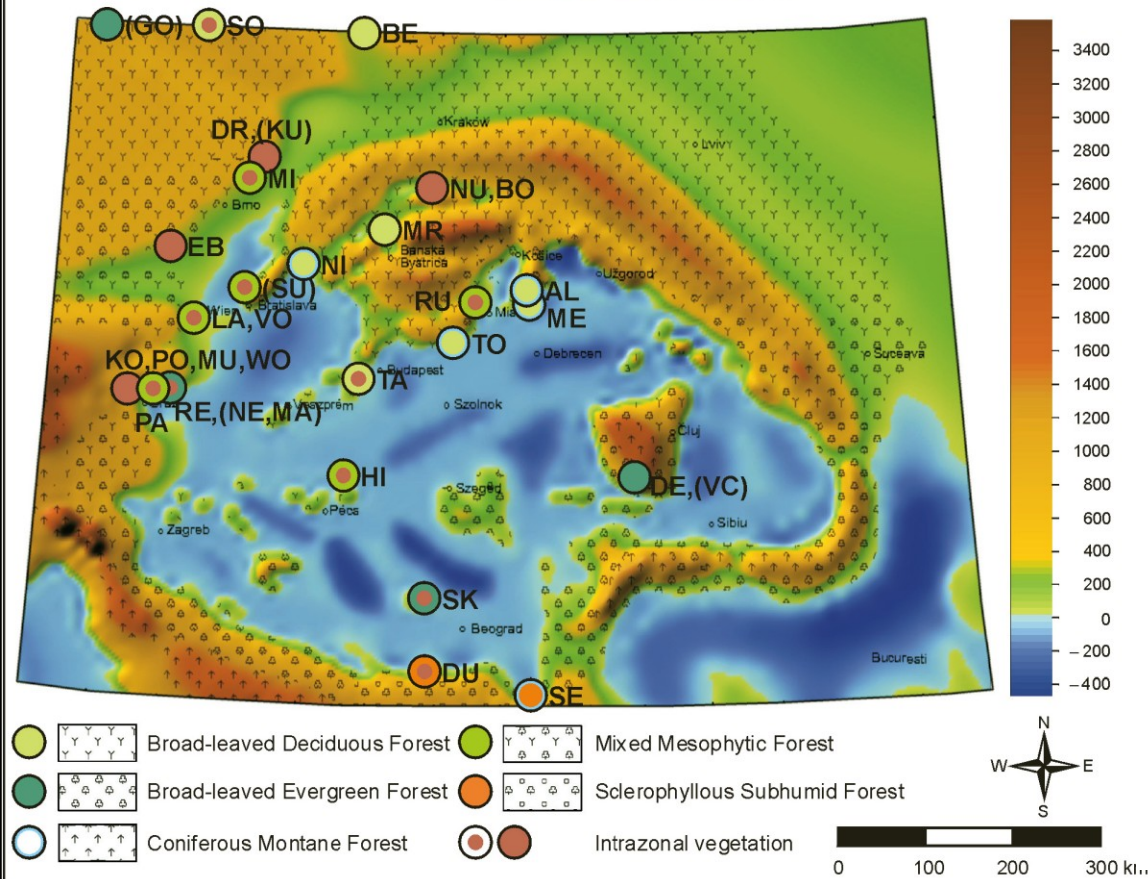 (GO) SO BE
3400
3200
3000
2800
2600
2400
2200
2000
1800
1600
1400
1200
1000
800
600
400
200
0
−200
−400
Kraków
Lviv
DR,(KU)
MI
NU,BO
Brno
EB
MR
Banská
Bystrica
Košice
NI
Užgorod
(SU)
Bratislava
AL
RU
ME
LA,VO
TO
Debrecen
Suceava
KO,PO,MU,WO
Budapest
TA
Veszprém
Szolnok
PA
RE,(NE,MA)
Cluj
HI
Szeged
DE,(VC)
Pécs
Zagreb
Sibiu
SK
Beograd
Bucuresti
DU
SE
Broad-leaved Deciduous Forest
Mixed Mesophytic Forest
Broad-leaved Evergreen Forest
Sclerophyllous Subhumid Forest
Coniferous Montane Forest
Intrazonal vegetation
N
W E
S
0 100 200 300 km